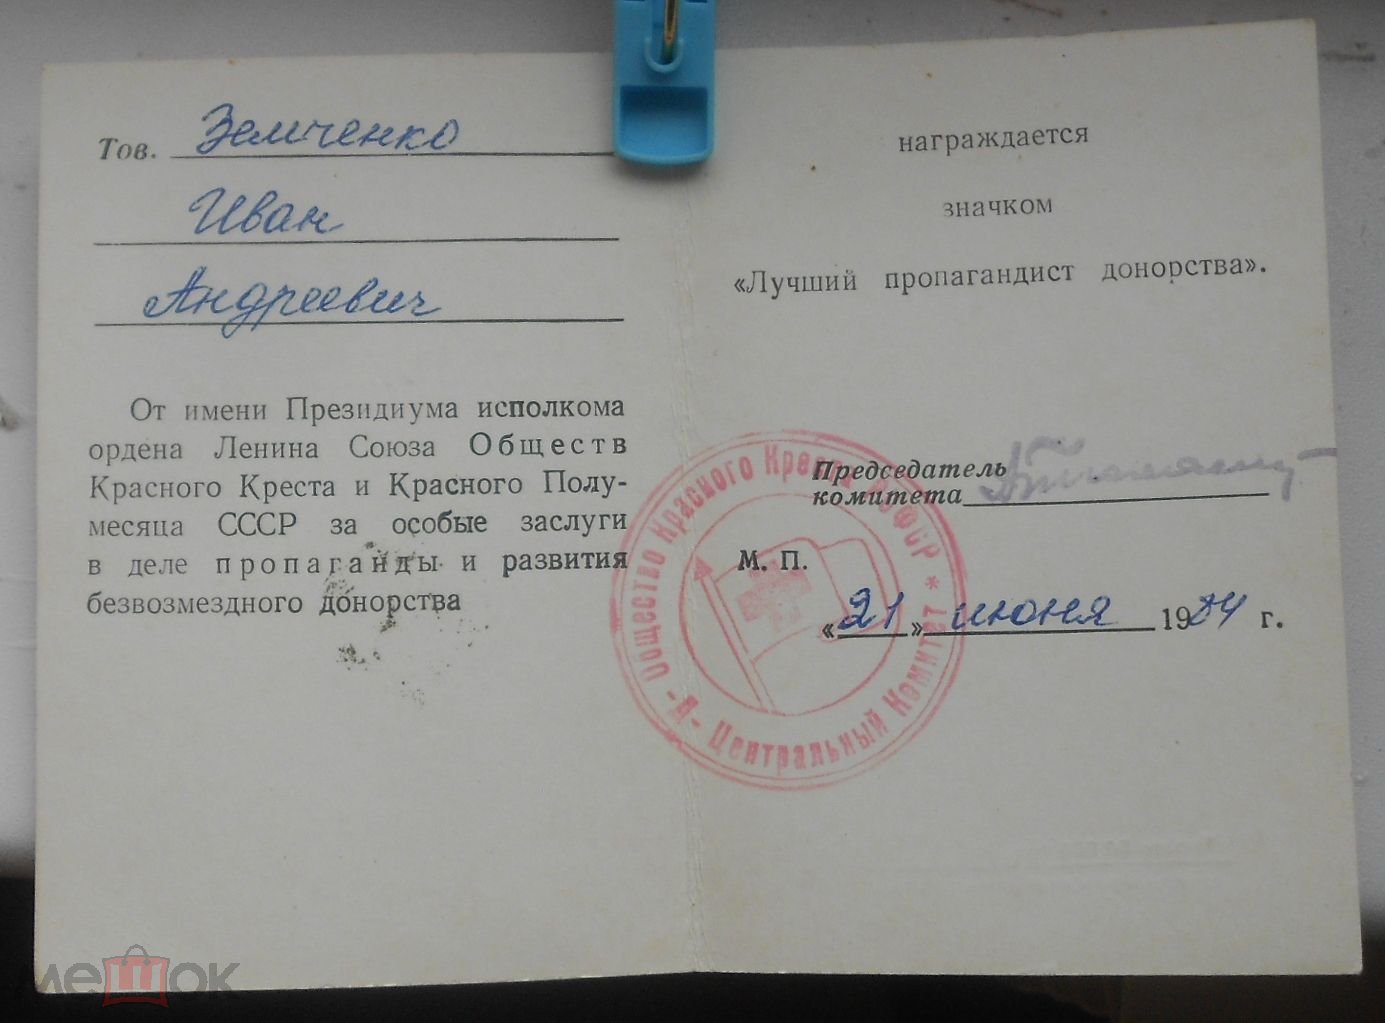 Тов.Земченко
Иван
Андреевич
От имени Президиума исполкома
ордена Ленина Союза Обществ
Красного Креста и Красного Полу-
месяца СССР за особые заслуги
в деле пропаганды и развития
безвозмездного донорства
награждается
значком
«Лучший пропагандист донорства».
Председатель
комитета
М. П.
«21» июня 1984 г.
Общество Красного Креста РСФСР * Центральный Комитет
мешок